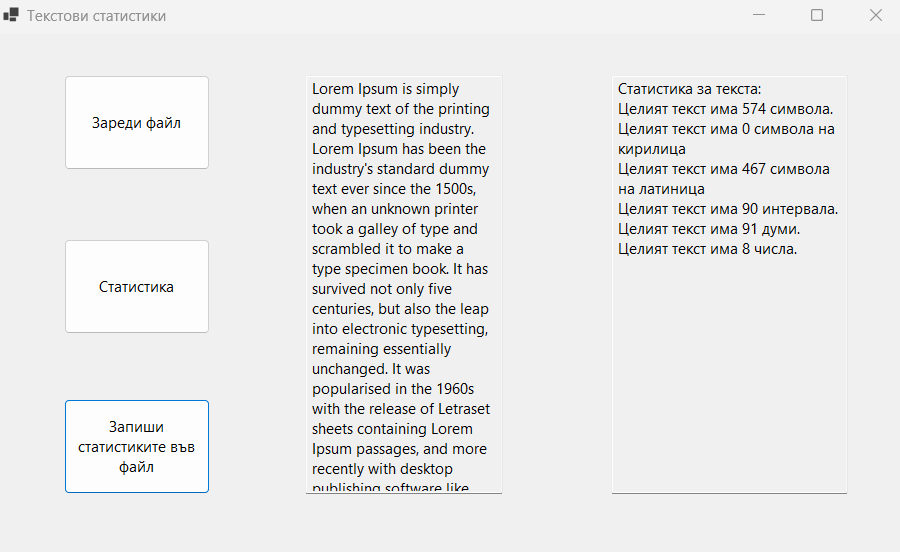 Текстови статистики
Зареди файл
Статистика
Запиши
статистиките във
файл
Lorem Ipsum is simply
dummy text of the printing
and typesetting industry.
Lorem Ipsum has been the
industry's standard dummy
text ever since the 1500s,
when an unknown printer
took a galley of type and
scrambled it to make a
type specimen book. It has
survived not only five
centuries, but also the leap
into electronic typesetting,
remaining essentially
unchanged. It was
popularised in the 1960s
with the release of Letraset
sheets containing Lorem
Ipsum passages, and more
recently with desktop
publishing software like
Статистика за текста:
Целият текст има 574 символа.
Целият текст има 0 символа на
кирилица
Целият текст има 467 символа
на латиница
Целият текст има 90 интервала.
Целият текст има 91 думи.
Целият текст има 8 числа.